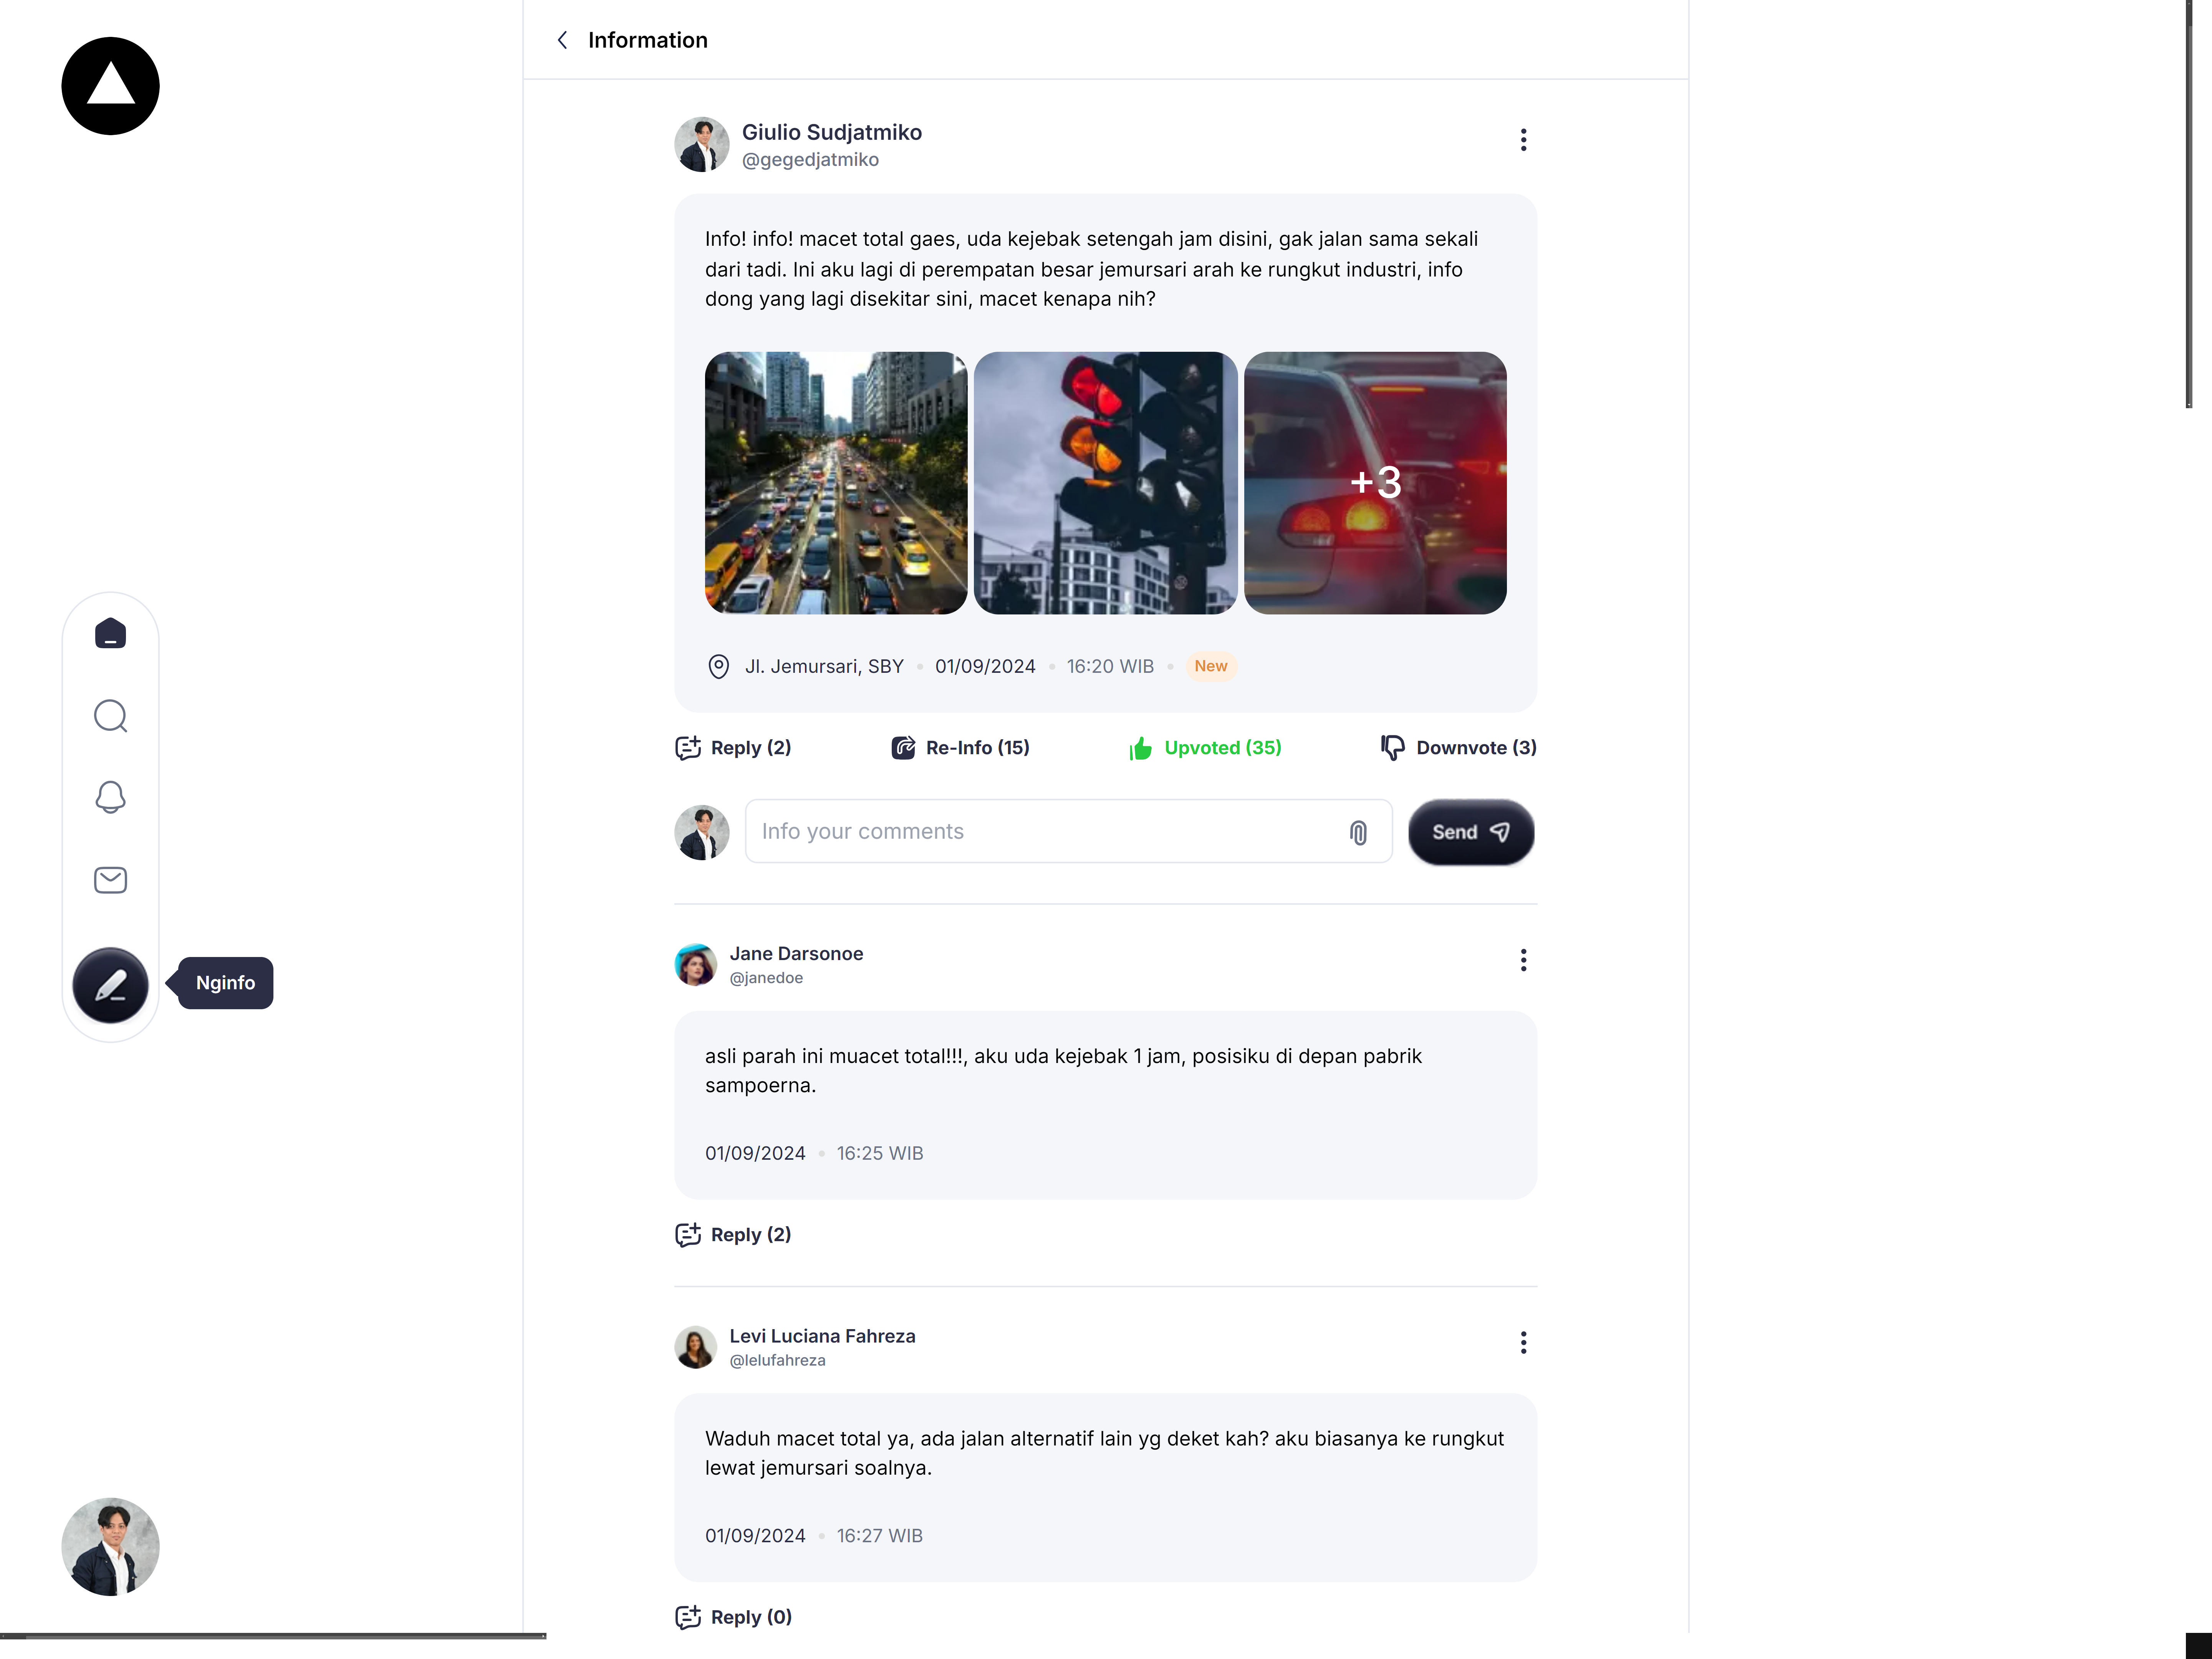 Information
Giulio Sudjatmiko
@gegedjatmiko
Info! info! macet total gaes, uda kejebak setengah jam disini, gak jalan sama sekali
dari tadi. Ini aku lagi di perempatan besar jemursari arah ke rungkut industri, info
dong yang lagi disekitar sini, macet kenapa nih?
+3
Jl. Jemursari, SBY • 01/09/2024 • 16:20 WIB • New
Reply (2) Re-Info (15) Upvoted (35) Downvote (3)
Info your comments
Send
Nginfo
Jane Darsonoe
@janedoe
asli parah ini muacet total!!!, aku uda kejebak 1 jam, posisiku di depan pabrik
sampoerna.
01/09/2024 • 16:25 WIB
Reply (2)
Levi Luciana Fahreza
@lelufahreza
Waduh macet total ya, ada jalan alternatif lain yg deket kah? aku biasanya ke rungkut
lewat jemursari soalnya.
01/09/2024 • 16:27 WIB
Reply (0)